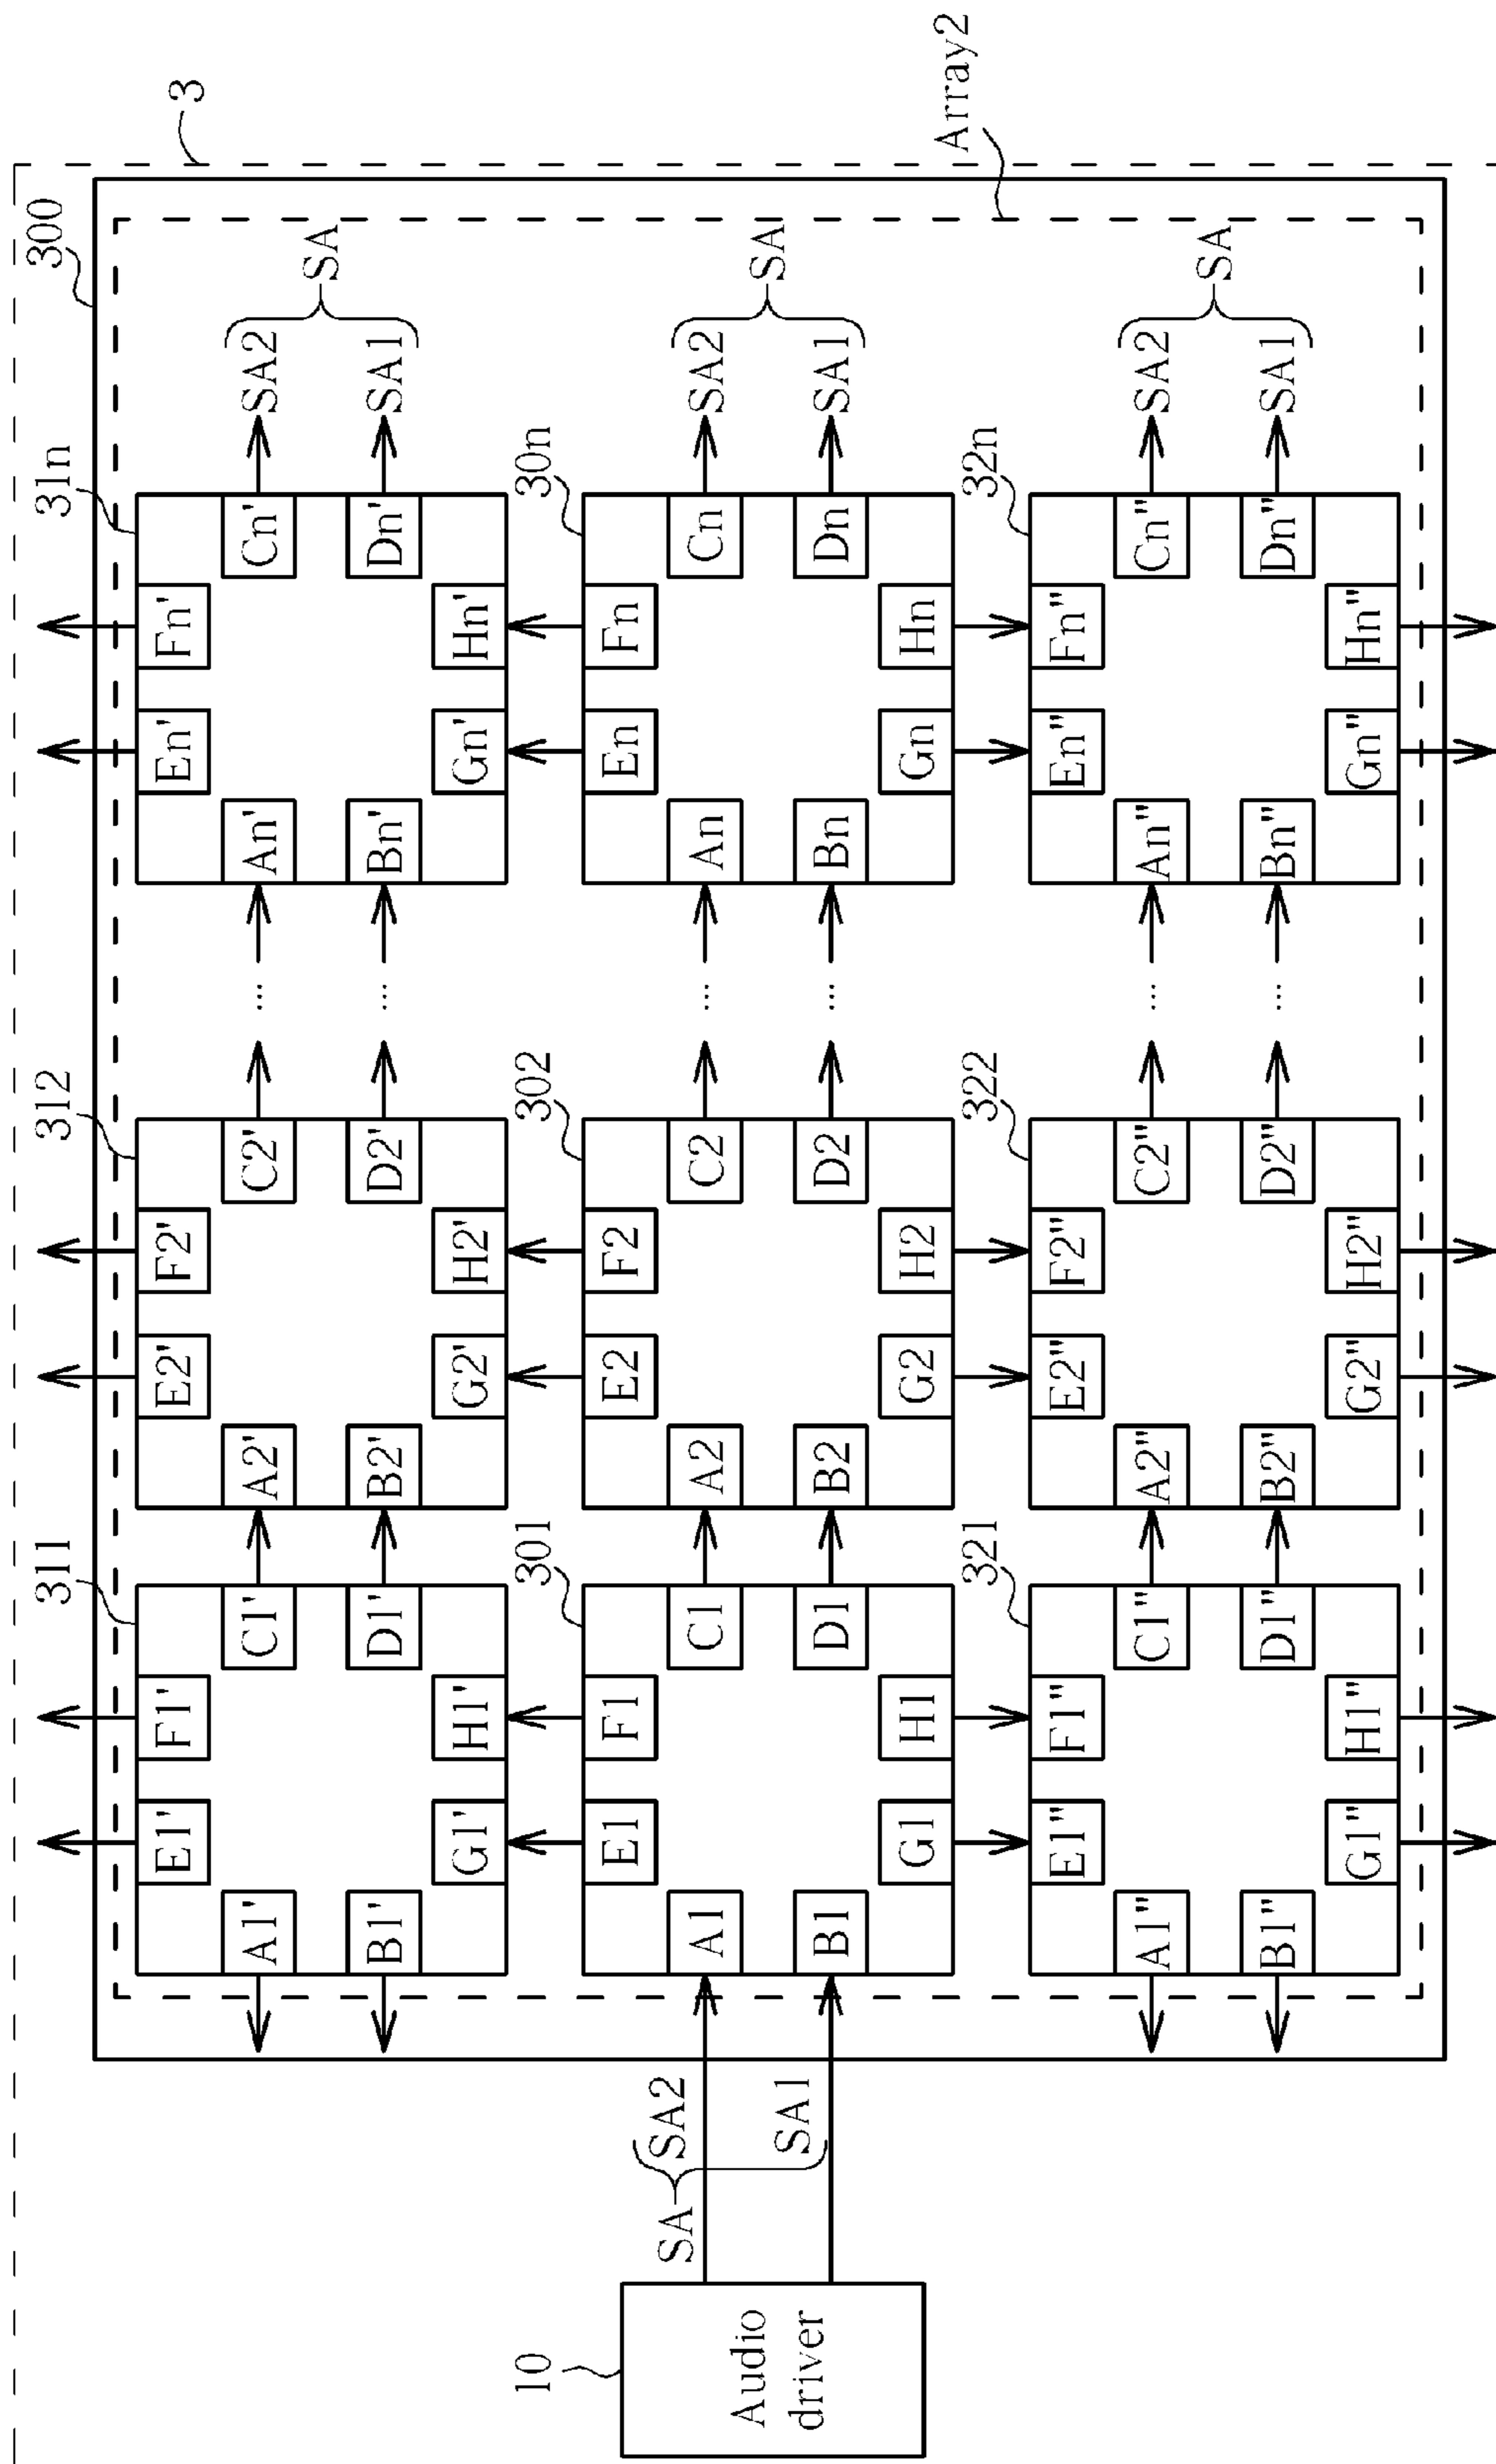 311 312 31n 300
3
E1' F1' E2' F2' En' Fn'
A1' C1' A2' C2' ... An' Cn' SA2
SA
B1' D1' B2' D2' ... Bn' Dn' SA1
G1' H1' G2' H2' Gn' Hn'
10 301 302 30n
E1 F1 E2 F2 En Fn
SA SA2 A1 C1 A2 C2 ... An Cn SA2
SA
Audio
driver
SA1 B1 D1 B2 D2 ... Bn Dn SA1
G1 H1 G2 H2 Gn Hn
Array2
321 322 32n
E1" F1" E2" F2" En" Fn"
A1" C1" A2" C2" ... An" Cn" SA2
SA
B1" D1" B2" D2" ... Bn" Dn" SA1
G1" H1" G2" H2" Gn" Hn"